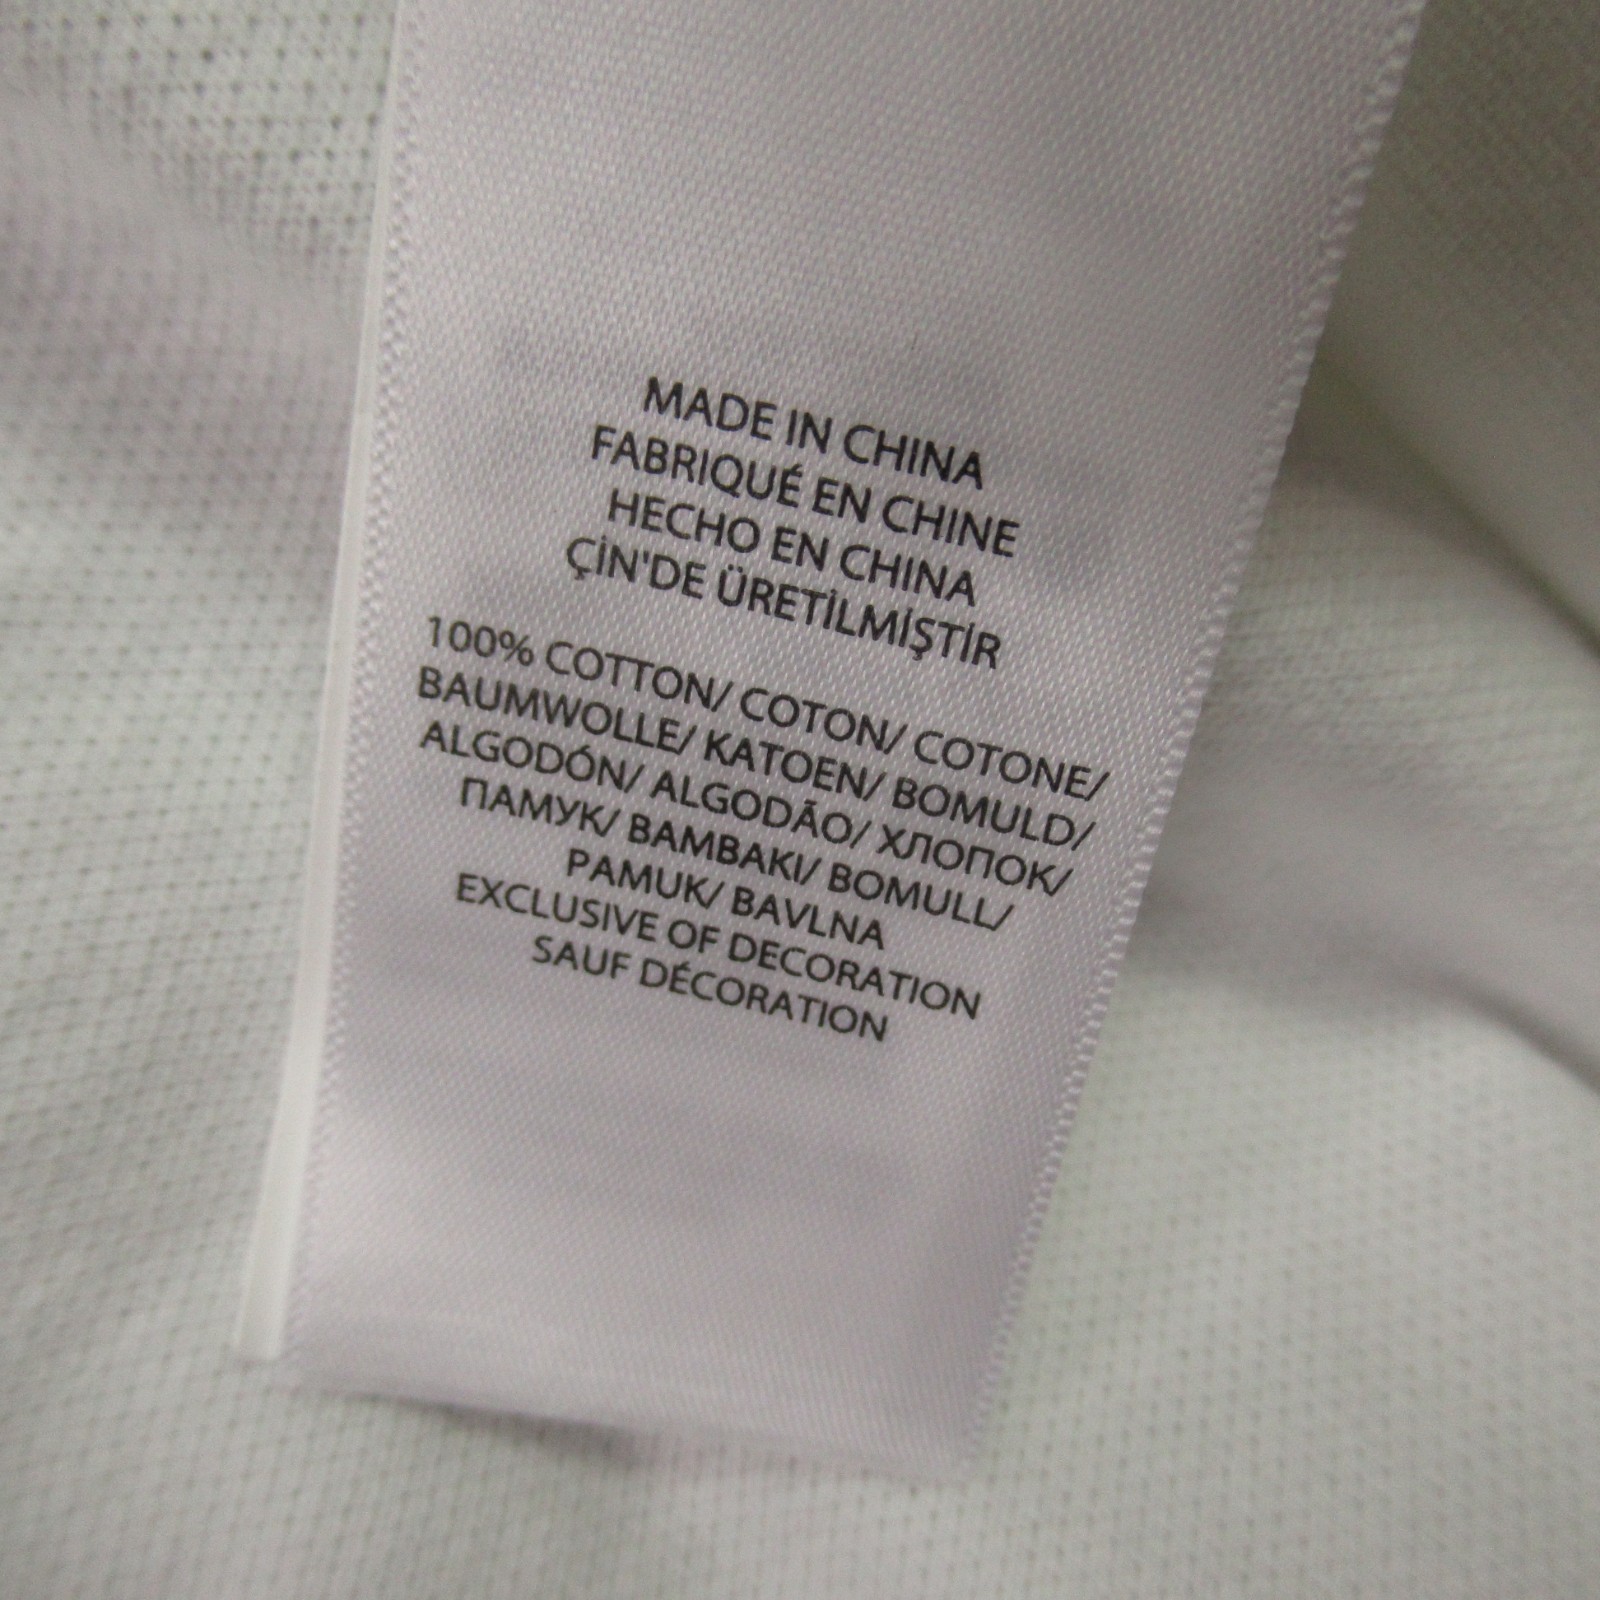 MADE IN CHINA
FABRIQUÉ EN CHINE
HECHO EN CHINA
ÇİN'DE ÜRETİLMİŞTİR
100% COTTON/ COTON/ COTONE/
BAUMWOLLE/ KATOEN/ BOMULD/
ALGODÓN/ ALGODÃO/ ХЛОПОК/
ПАМУК/ BAMBAKI/ BOMULL/
PAMUK/ BAVLNA
EXCLUSIVE OF DECORATION
SAUF DÉCORATION